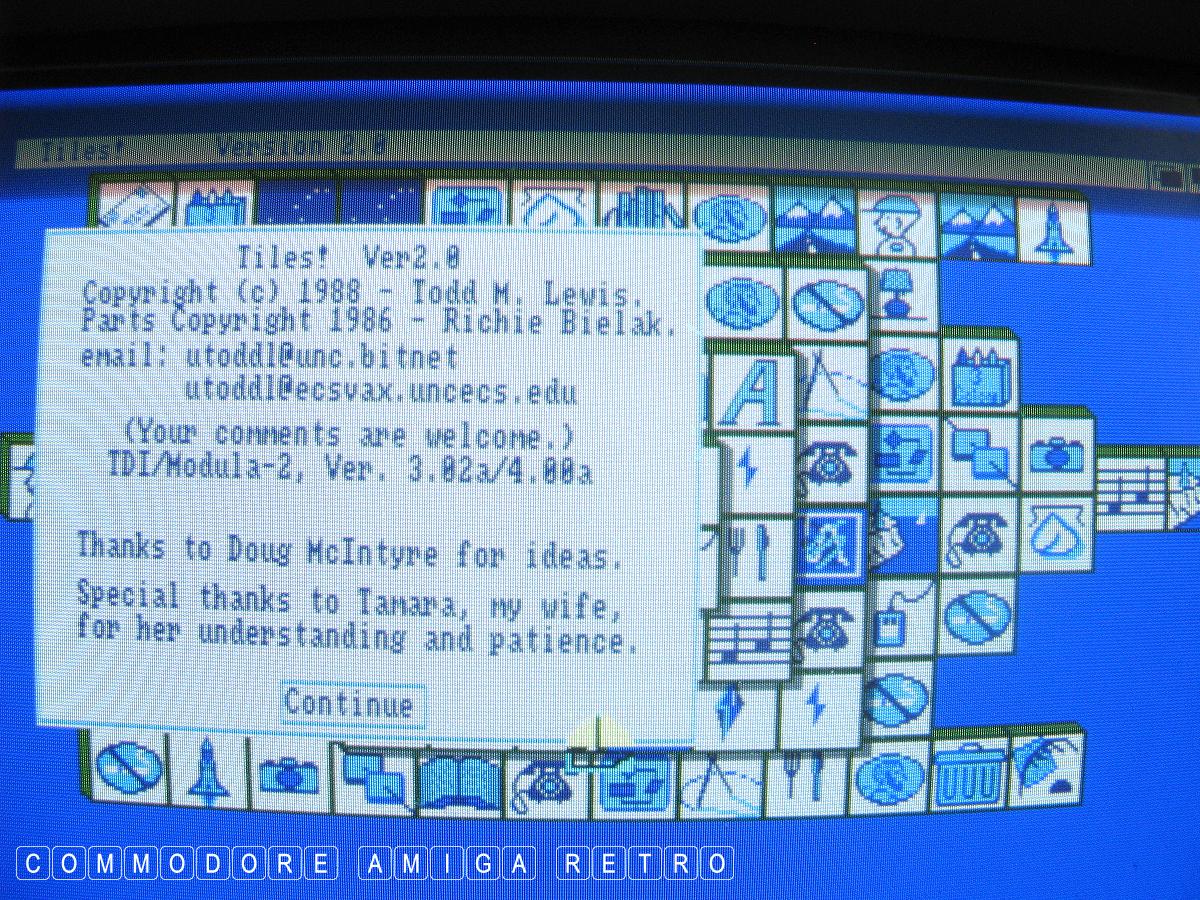 Tiles! Version 2.0
Tiles! Ver2.0
Copyright (c) 1988 - Todd M. Lewis.
Parts Copyright 1986 - Richie Bielak.
email: utoddl@unc.bitnet
utoddl@ecsvax.uncecs.edu
(Your comments are welcome.)
TDI/Modula-2, Ver. 3.02a/4.00a
Thanks to Doug McIntyre for ideas.
Special thanks to Tamara, my wife,
for her understanding and patience.
Continue
A
COMMODORE AMIGA RETRO